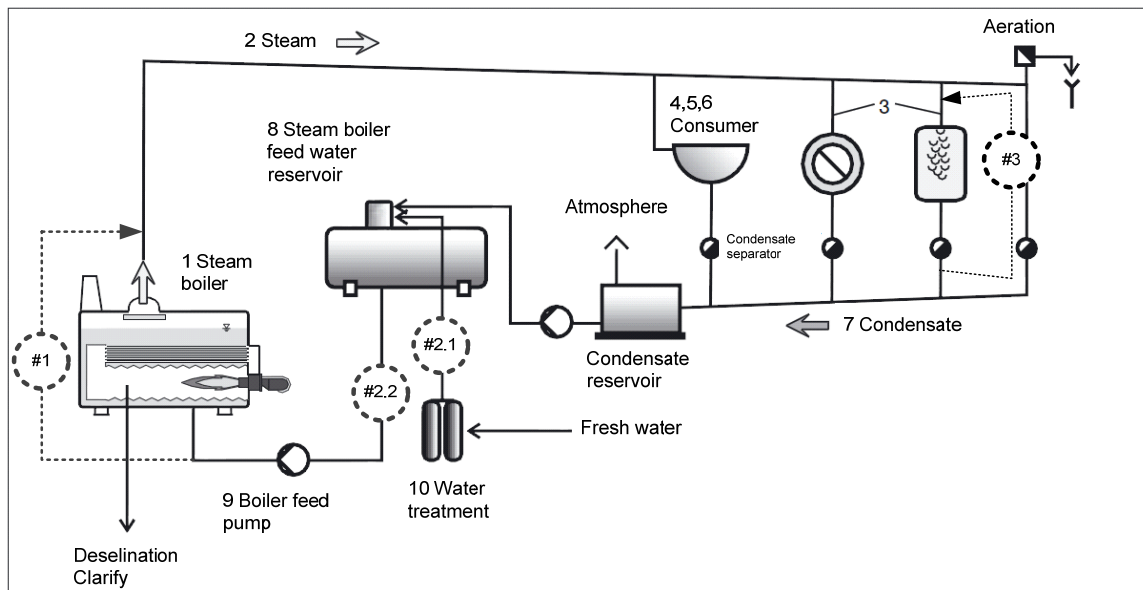 2 Steam
Aeration
8 Steam boiler
feed water
reservoir
4,5,6
Consumer
3
#3
Atmosphere
Condensate
separator
1 Steam
boiler
#1
#2.1
#2.2
7 Condensate
Condensate
reservoir
Fresh water
9 Boiler feed
pump
10 Water
treatment
Deselination
Clarify